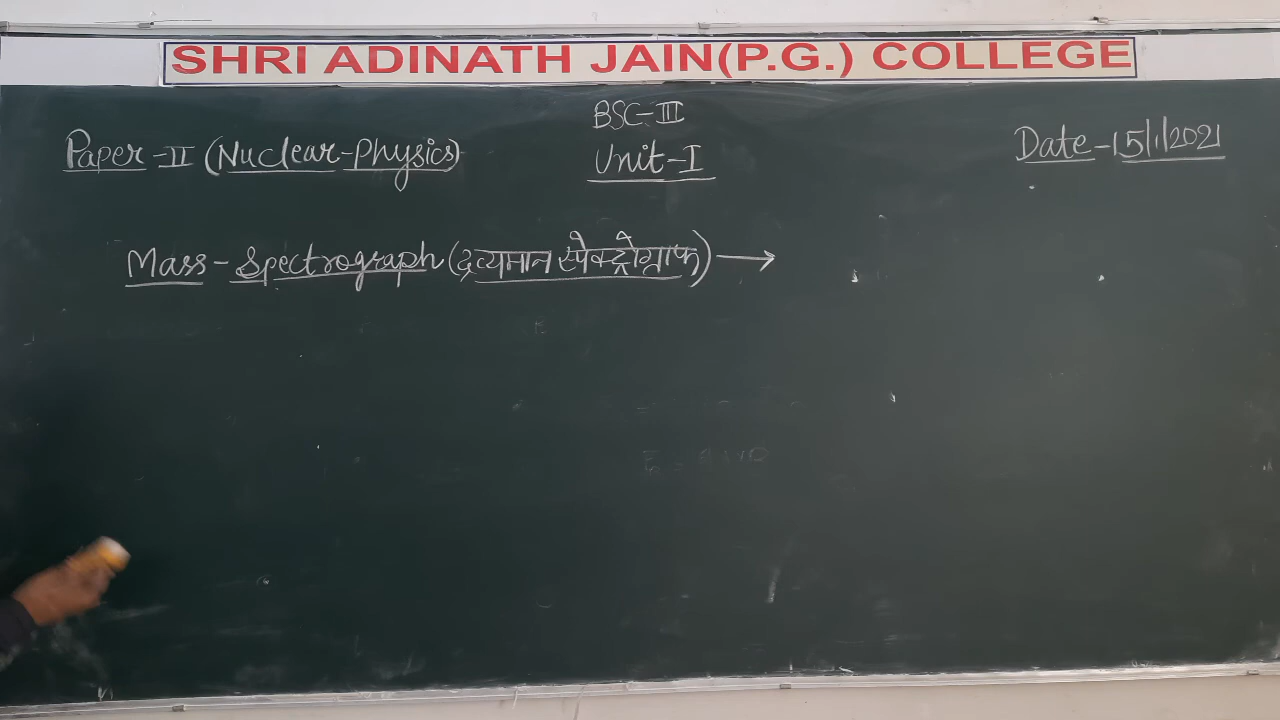 SHRI ADINATH JAIN(P.G.) COLLEGE
BSC-III
Paper-II (Nuclear-Physics)
Unit-I
Date-15/1/2021
Mass-Spectrograph (द्रव्यमान स्पेक्ट्रोग्राफ) →